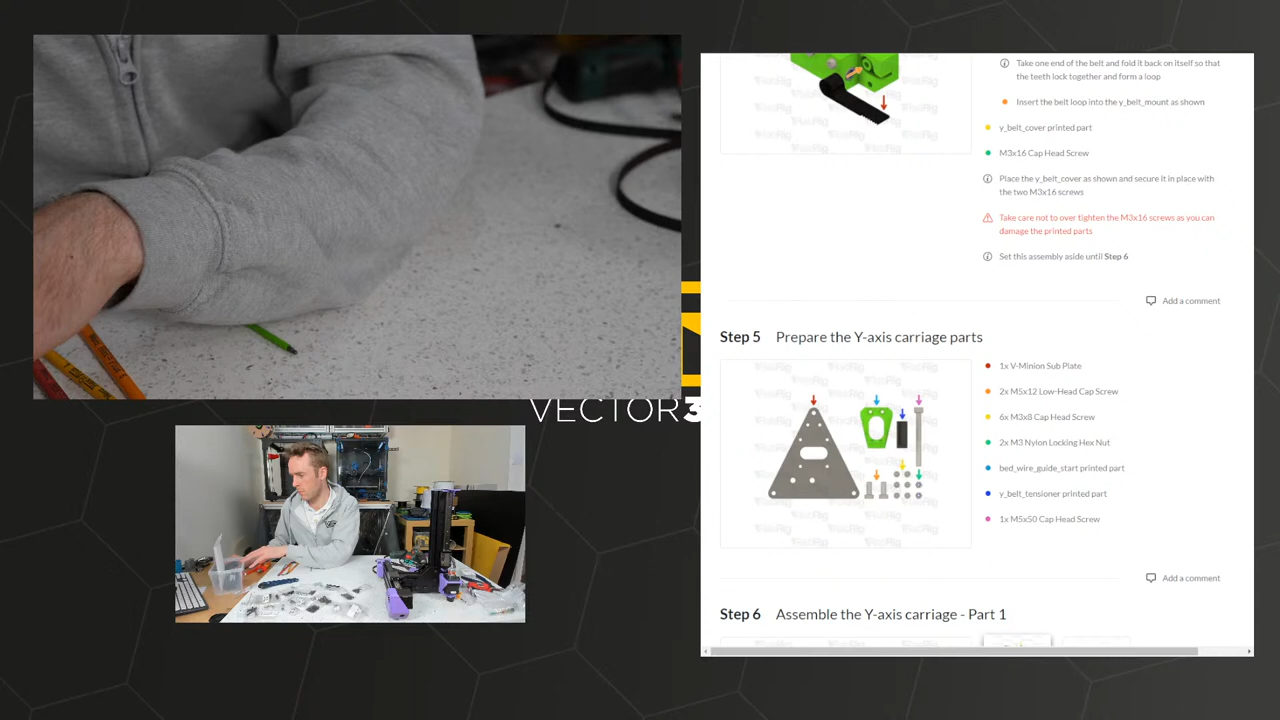 Take one end of the belt and fold it back on itself so that
the teeth lock together and form a loop
Insert the belt loop into the y_belt_mount as shown
y_belt_cover printed part
M3x16 Cap Head Screw
Place the y_belt_cover as shown and secure it in place with
the two M3x16 screws
Take care not to over tighten the M3x16 screws as you can
damage the printed parts
Set this assembly aside until Step 6
Add a comment
Step 5 Prepare the Y-axis carriage parts
1x V-Minion Sub Plate
2x M5x12 Low-Head Cap Screw
6x M3x8 Cap Head Screw
2x M3 Nylon Locking Hex Nut
bed_wire_guide_start printed part
y_belt_tensioner printed part
1x M5x50 Cap Head Screw
Add a comment
Step 6 Assemble the Y-axis carriage - Part 1
VECTOR3